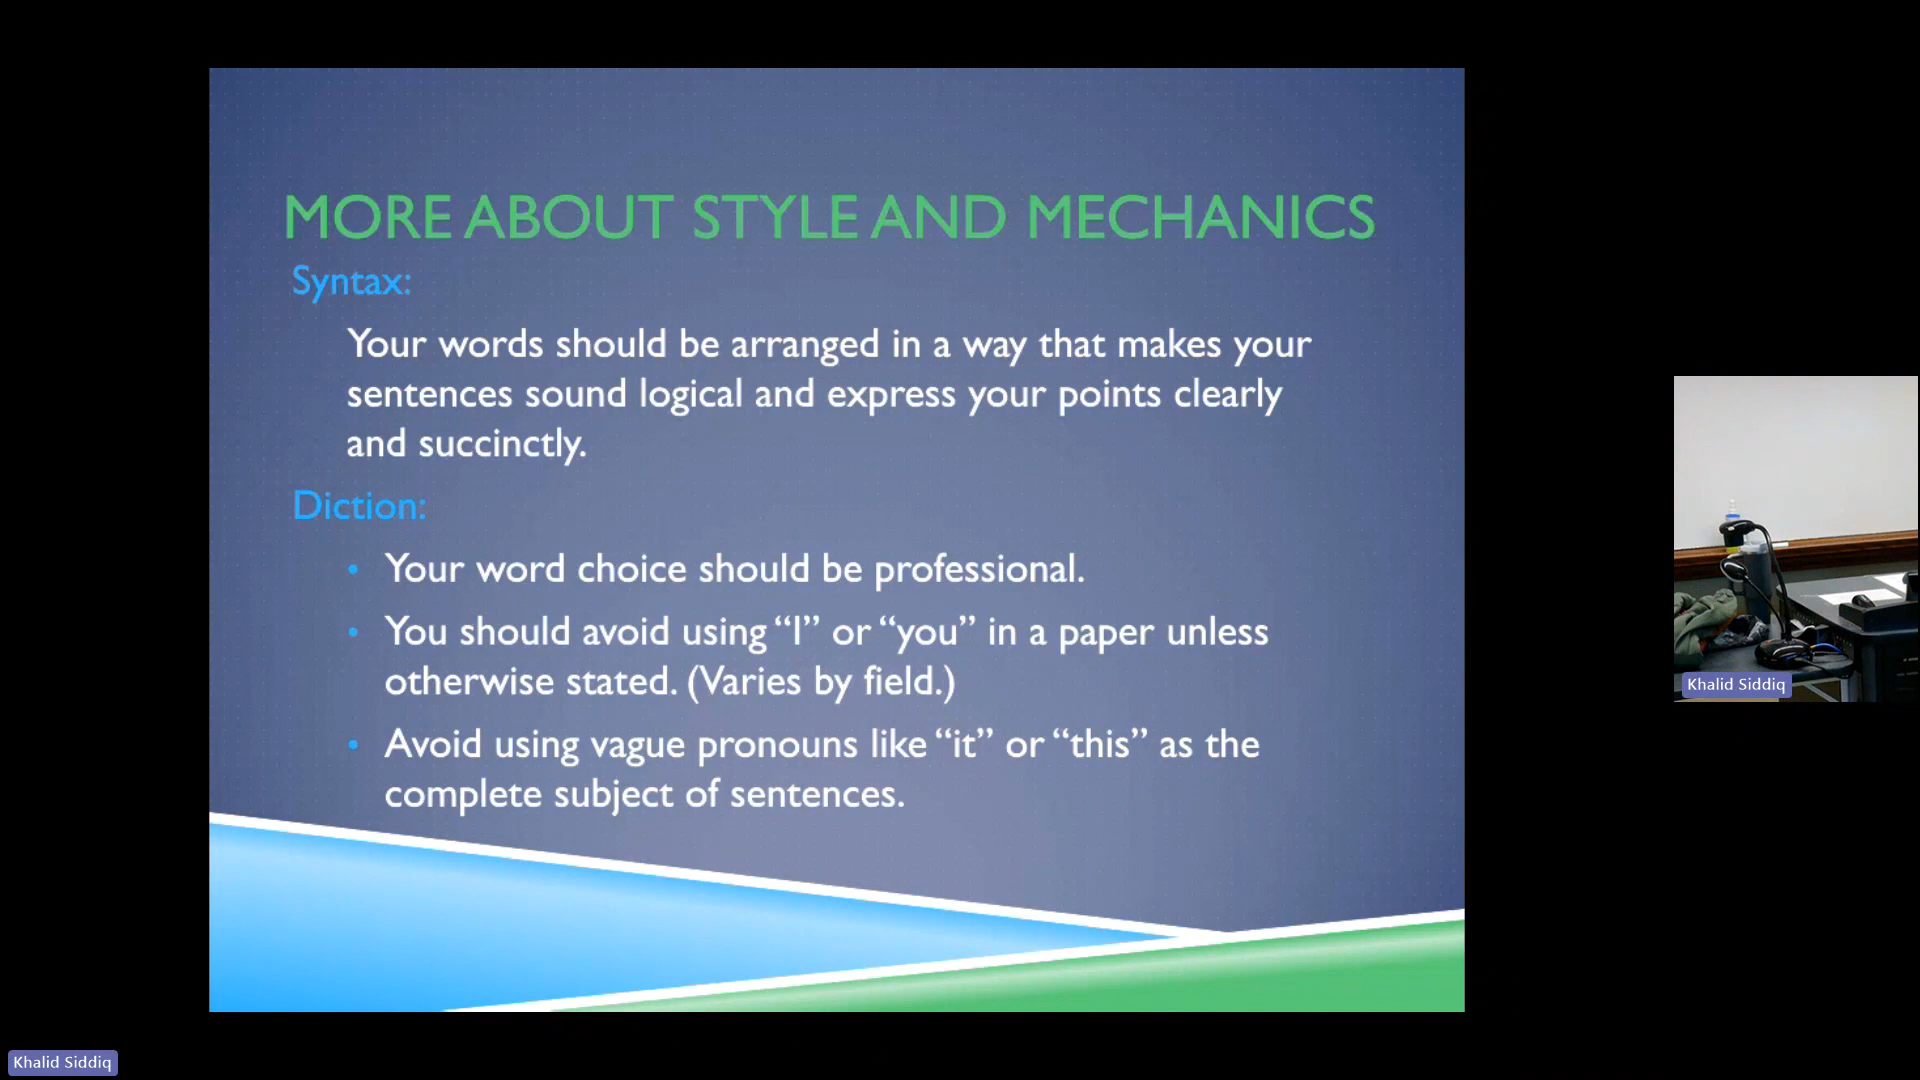 MORE ABOUT STYLE AND MECHANICS
Syntax:
Your words should be arranged in a way that makes your
sentences sound logical and express your points clearly
and succinctly.
Diction:
• Your word choice should be professional.
• You should avoid using “I” or “you” in a paper unless
otherwise stated. (Varies by field.)
• Avoid using vague pronouns like “it” or “this” as the
complete subject of sentences.
Khalid Siddiq
Khalid Siddiq